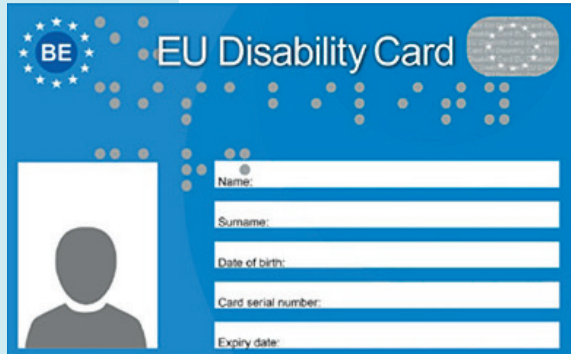 BE
EU Disability Card
Name:
Surname:
Date of birth:
Card serial number:
Expiry date: